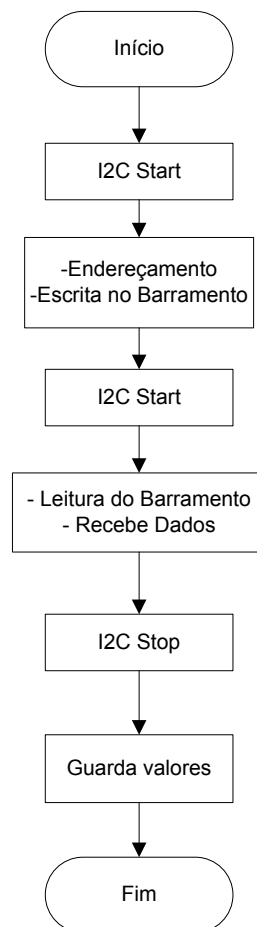 Início
I2C Start
-Endereçamento
-Escrita no Barramento
I2C Start
- Leitura do Barramento
- Recebe Dados
I2C Stop
Guarda valores
Fim